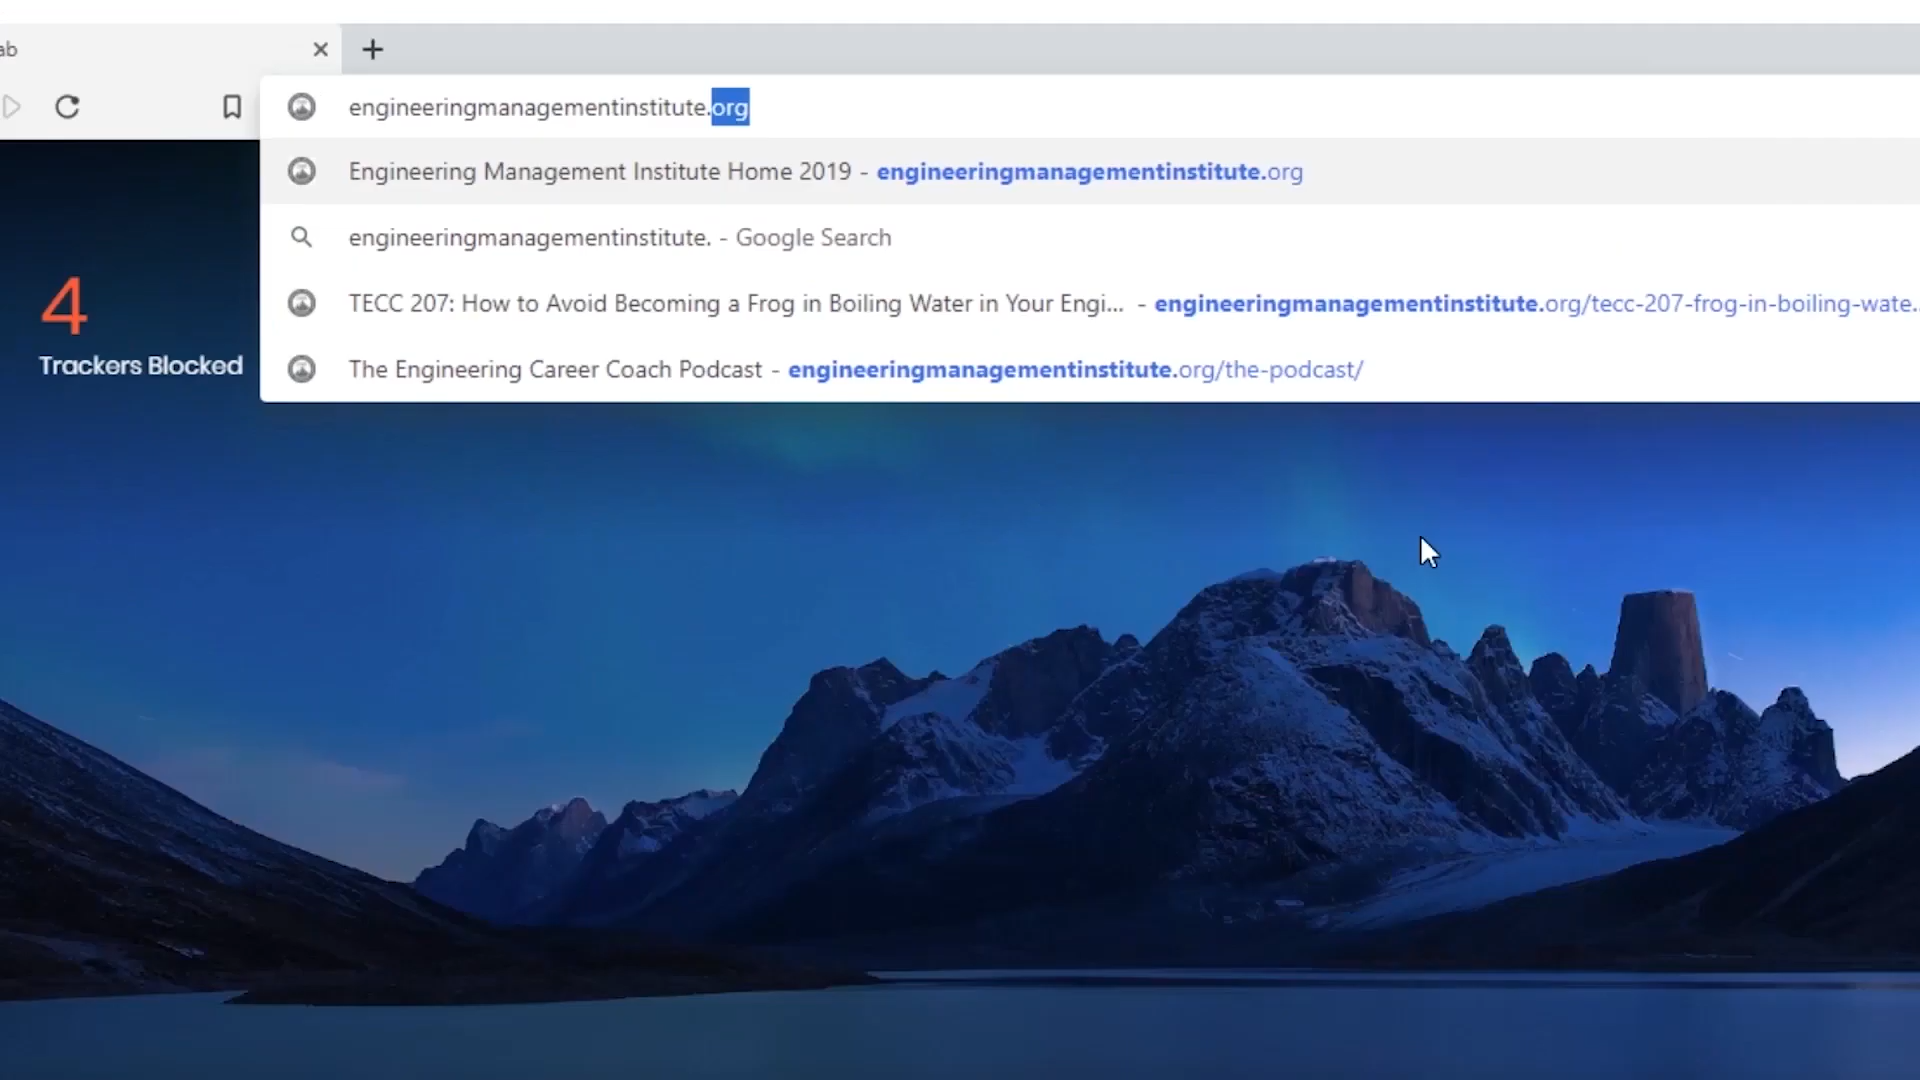 ab
engineeringmanagementinstitute.org
Engineering Management Institute Home 2019 - engineeringmanagementinstitute.org
engineeringmanagementinstitute. - Google Search
TECC 207: How to Avoid Becoming a Frog in Boiling Water in Your Engi... - engineeringmanagementinstitute.org/tecc-207-frog-in-boiling-wate..
The Engineering Career Coach Podcast - engineeringmanagementinstitute.org/the-podcast/
4
Trackers Blocked